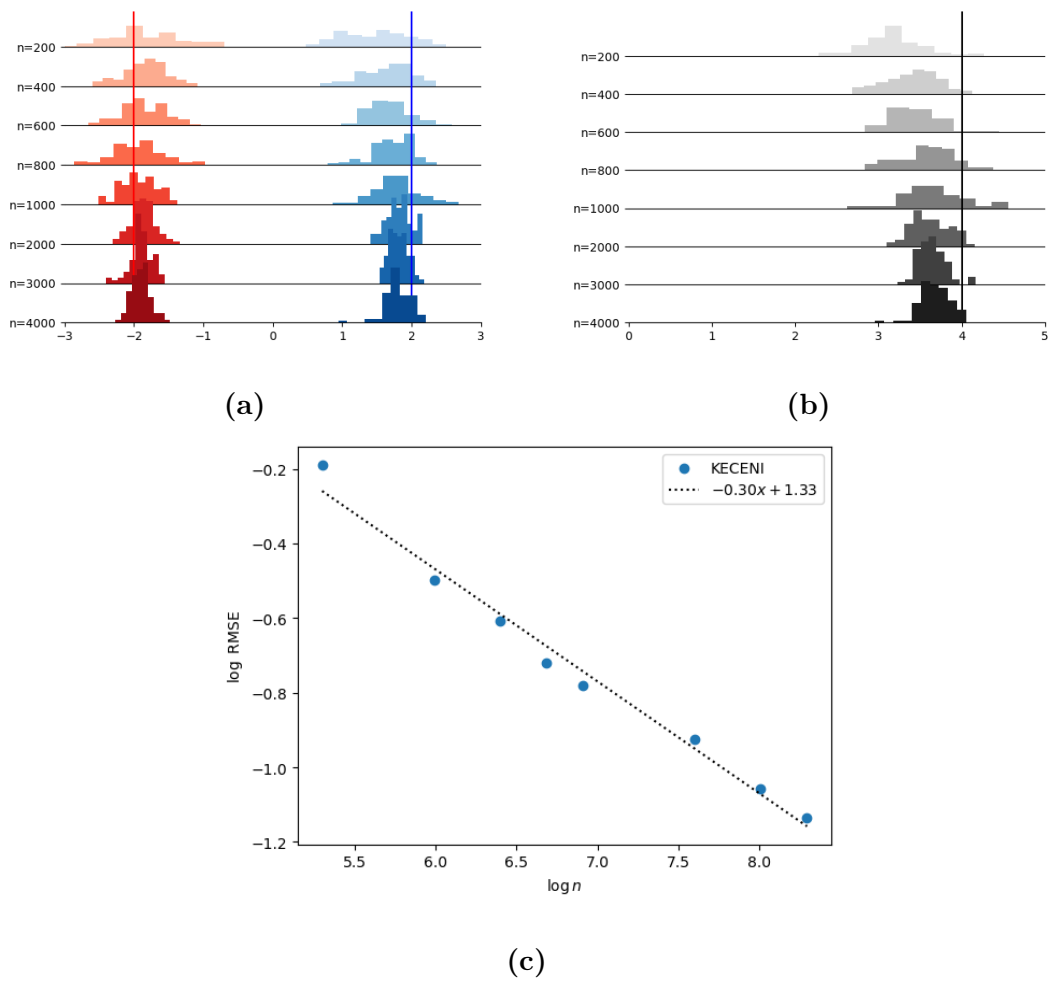 n=200
n=400
n=600
n=800
n=1000
n=2000
n=3000
n=4000
−3 −2 −1 0 1 2 3
(a)
n=200
n=400
n=600
n=800
n=1000
n=2000
n=3000
n=4000
0 1 2 3 4 5
(b)
−0.2
−0.4
−0.6
−0.8
−1.0
−1.2
log RMSE
KECENI
−0.30x + 1.33
5.5 6.0 6.5 7.0 7.5 8.0
log n
(c)